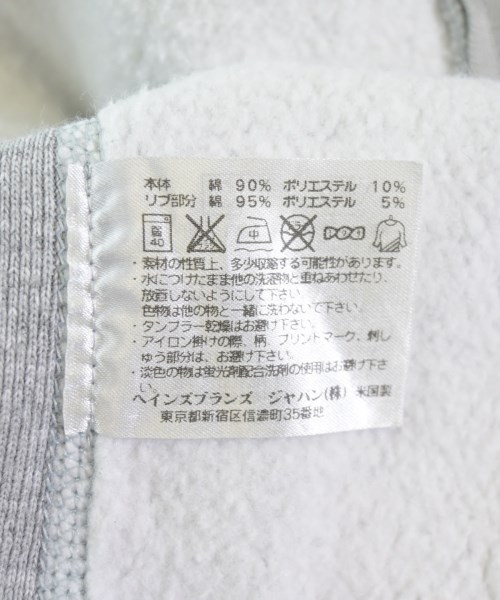 本体 綿 90% ポリエステル 10%
リブ部分 綿 95% ポリエステル 5%
弱 40 中
・素材の性質上、多少収縮する可能性があります。
・水につけたまま他の洗濯物と重ねあわせたり、
放置しないようにして下さい。
色物は他の物と一緒に洗わないで下さい。
・タンブラー乾燥はお避け下さい。
・アイロン掛けの際、柄、プリントマーク、刺し
ゅう部分は、お避け下さい。
・淡色の物は蛍光剤配合洗剤の使用はお避け下さ
い。
ヘインズブランズ ジャパン(株) 米国製
東京都新宿区信濃町35番地